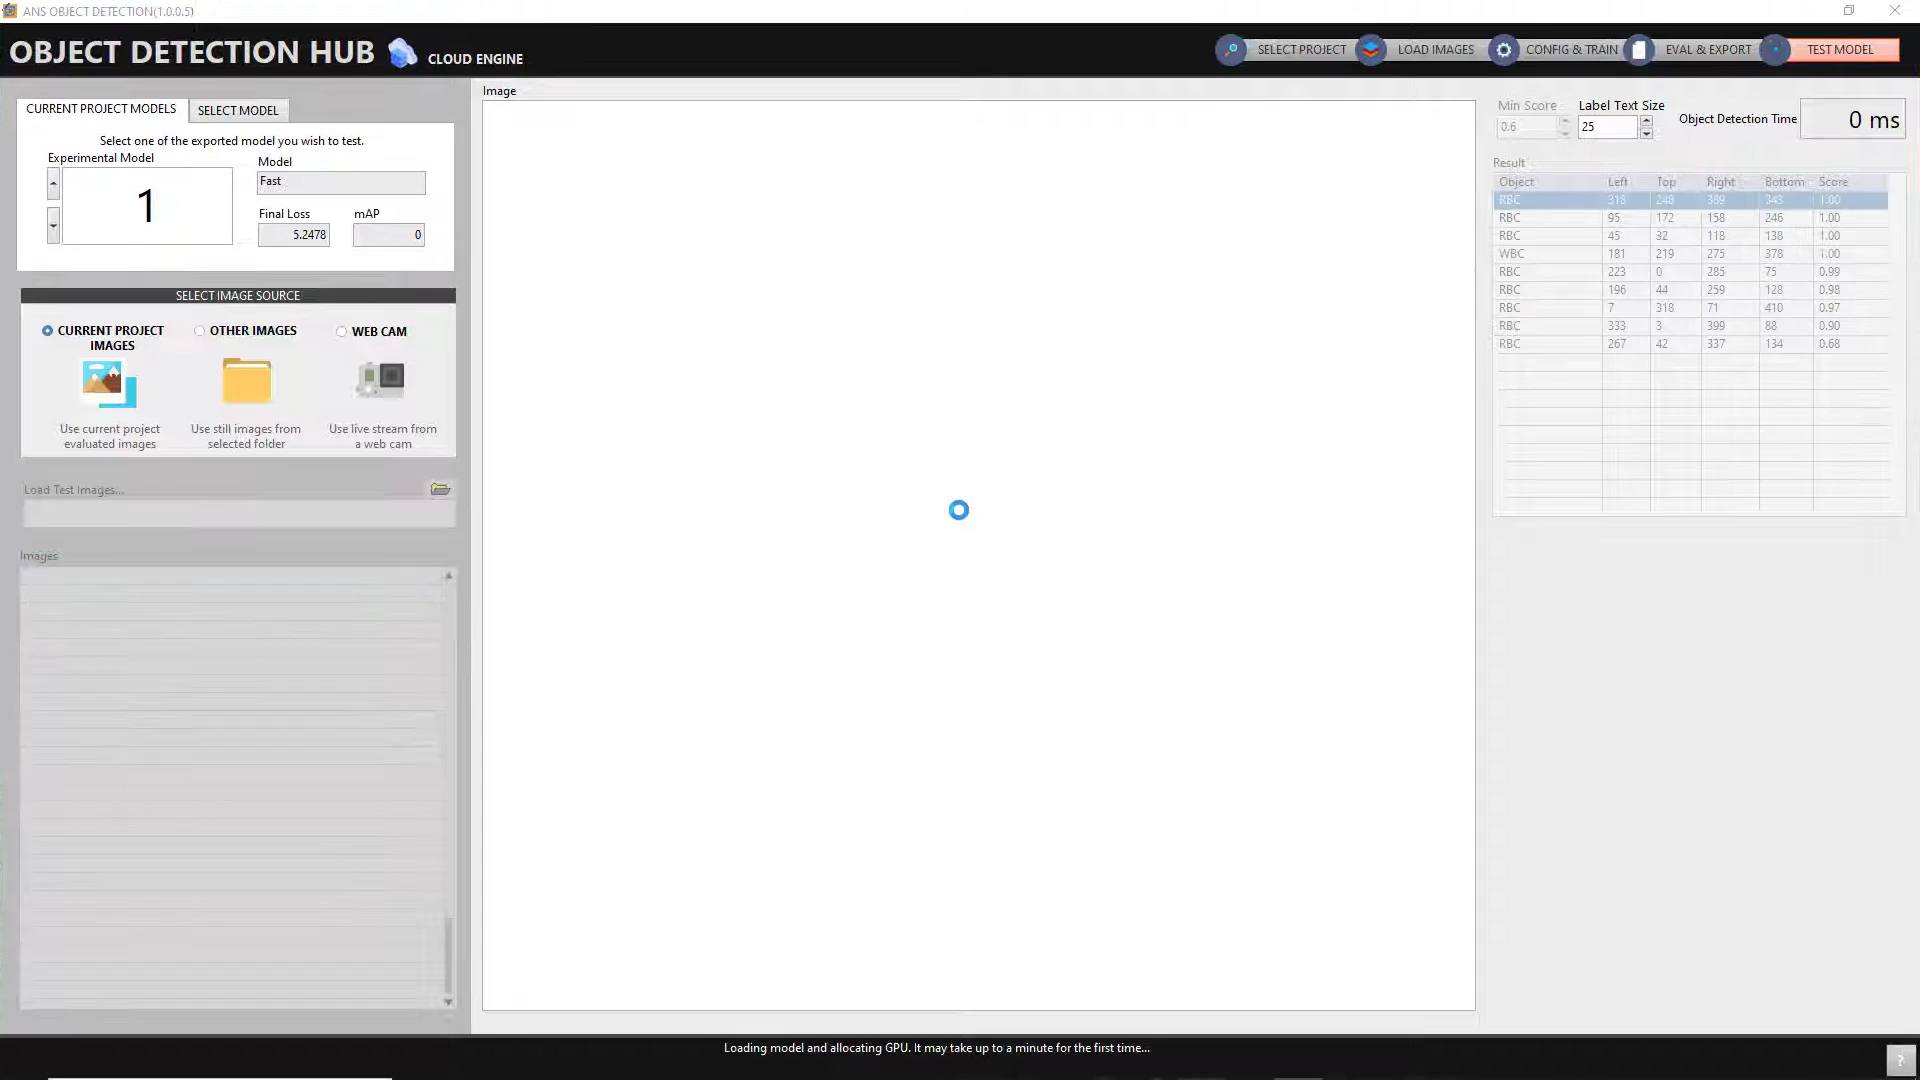 ANS OBJECT DETECTION(1.0.0.5)
OBJECT DETECTION HUB CLOUD ENGINE
SELECT PROJECT LOAD IMAGES CONFIG & TRAIN EVAL & EXPORT TEST MODEL
CURRENT PROJECT MODELS SELECT MODEL
Select one of the exported model you wish to test.
Experimental Model
1
Model
Fast
Final Loss mAP
5.2478 0
SELECT IMAGE SOURCE
CURRENT PROJECT IMAGES
OTHER IMAGES
WEB CAM
Use current project evaluated images
Use still images from selected folder
Use live stream from a web cam
Load Test Images...
Images
Image
Min Score Label Text Size
0.6 25
Object Detection Time 0 ms
Result
Object Left Top Right Bottom Score
RBC 318 248 389 343 1.00
RBC 95 172 158 246 1.00
RBC 45 32 118 138 1.00
WBC 181 219 275 378 1.00
RBC 223 0 285 75 0.99
RBC 196 44 259 128 0.98
RBC 7 318 71 410 0.97
RBC 333 3 399 88 0.90
RBC 267 42 337 134 0.68
Loading model and allocating GPU. It may take up to a minute for the first time...
?